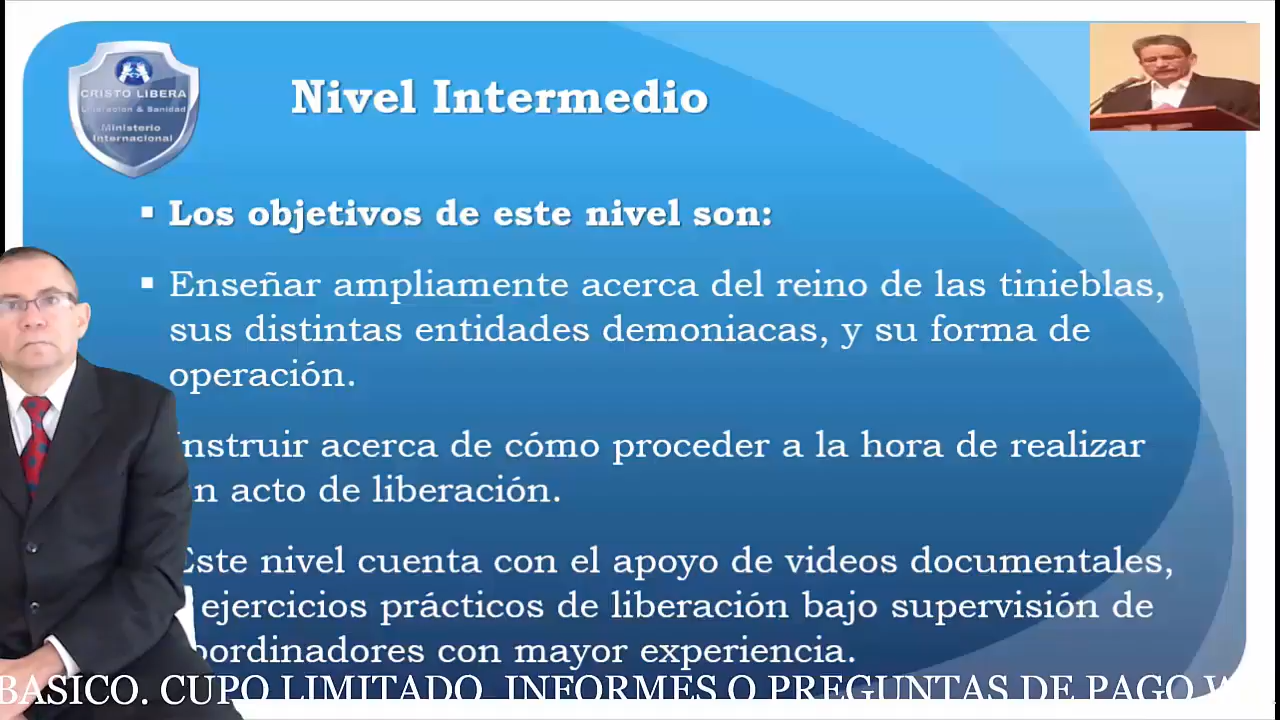 CRISTO LIBERA
Liberación & Sanidad
Ministerio
Internacional
Nivel Intermedio
Los objetivos de este nivel son:
Enseñar ampliamente acerca del reino de las tinieblas,
sus distintas entidades demoniacas, y su forma de
operación.
nstruir acerca de cómo proceder a la hora de realizar
n acto de liberación.
Este nivel cuenta con el apoyo de videos documentales,
ejercicios prácticos de liberación bajo supervisión de
oordinadores con mayor experiencia.
BASICO. CUPO LIMITADO. INFORMES O PREGUNTAS DE PAGO